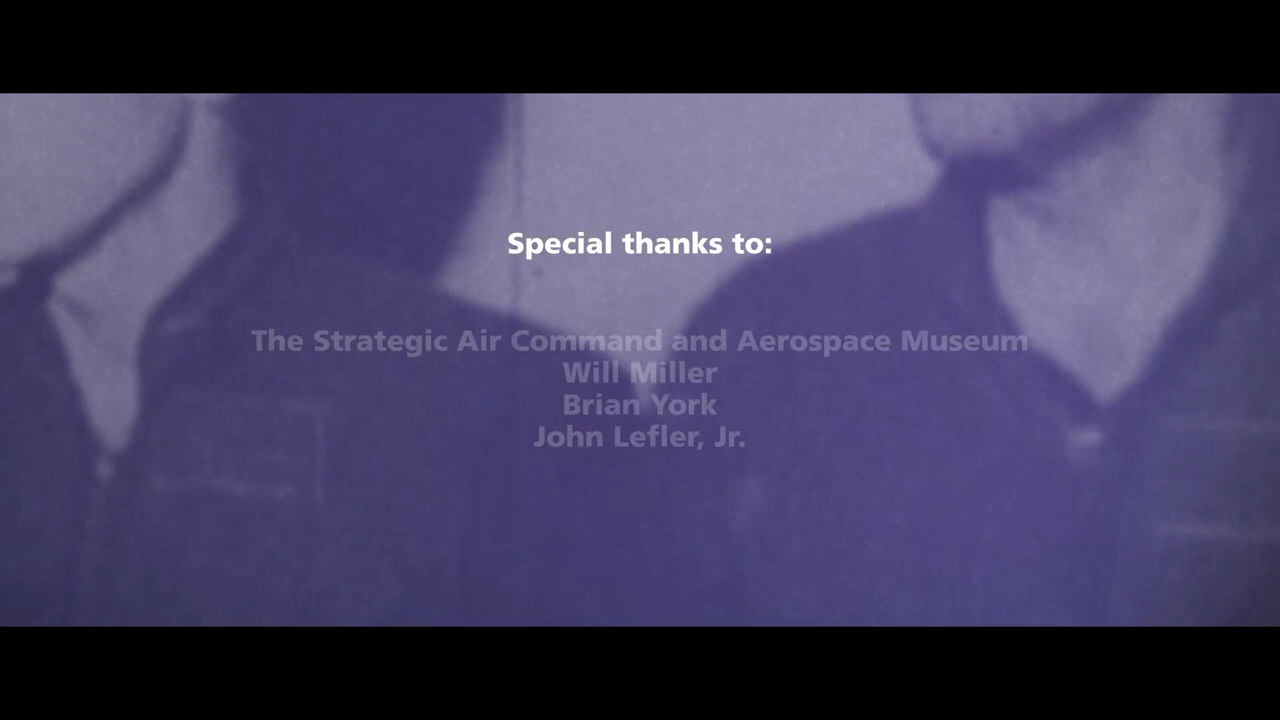 Special thanks to:
The Strategic Air Command and Aerospace Museum
Will Miller
Brian York
John Lefler, Jr.